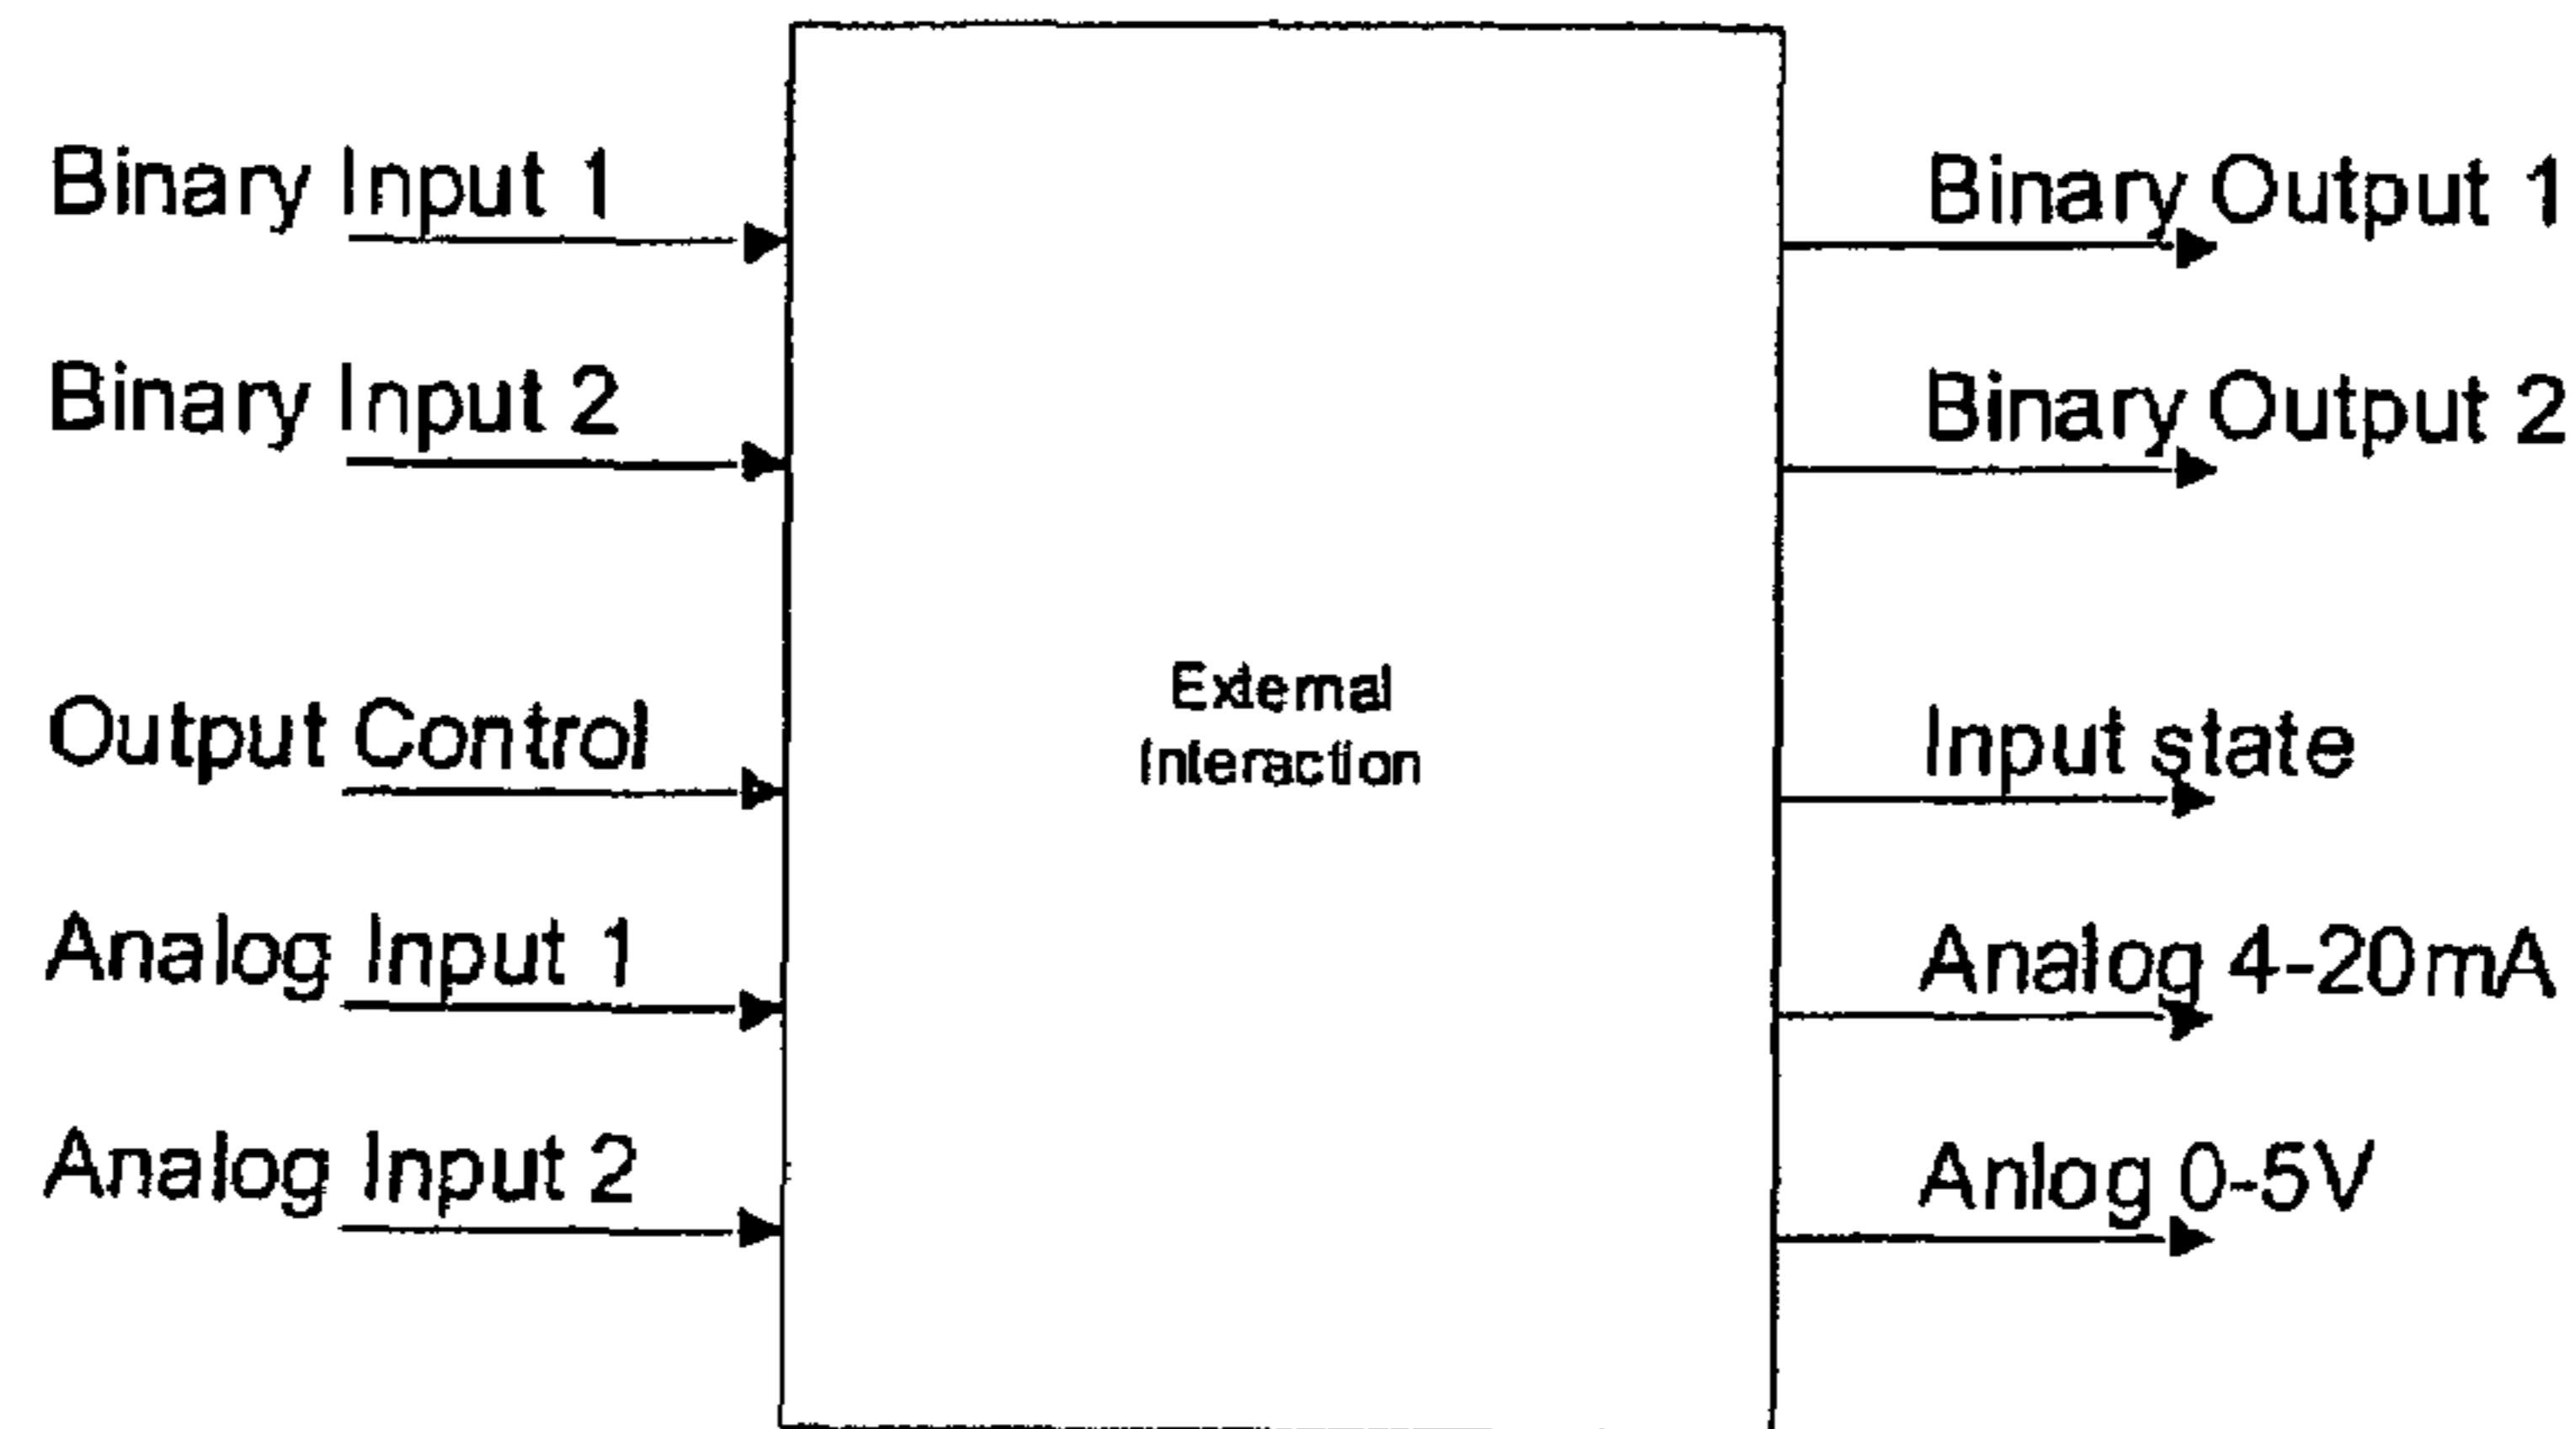 Binary Input 1
Binary Input 2
Output Control
Analog Input 1
Analog Input 2
External
Interaction
Binary Output 1
Binary Output 2
Input state
Analog 4-20mA
Anlog 0-5V